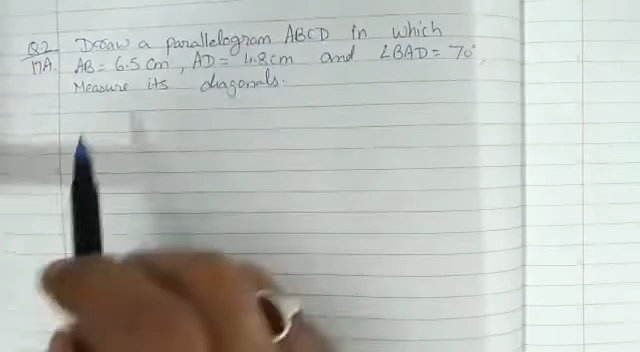 Q2 Draw a parallelogram ABCD in which
17A. AB = 6.5 cm, AD = 4.8 cm and ∠BAD = 70°,
Measure its diagonals.